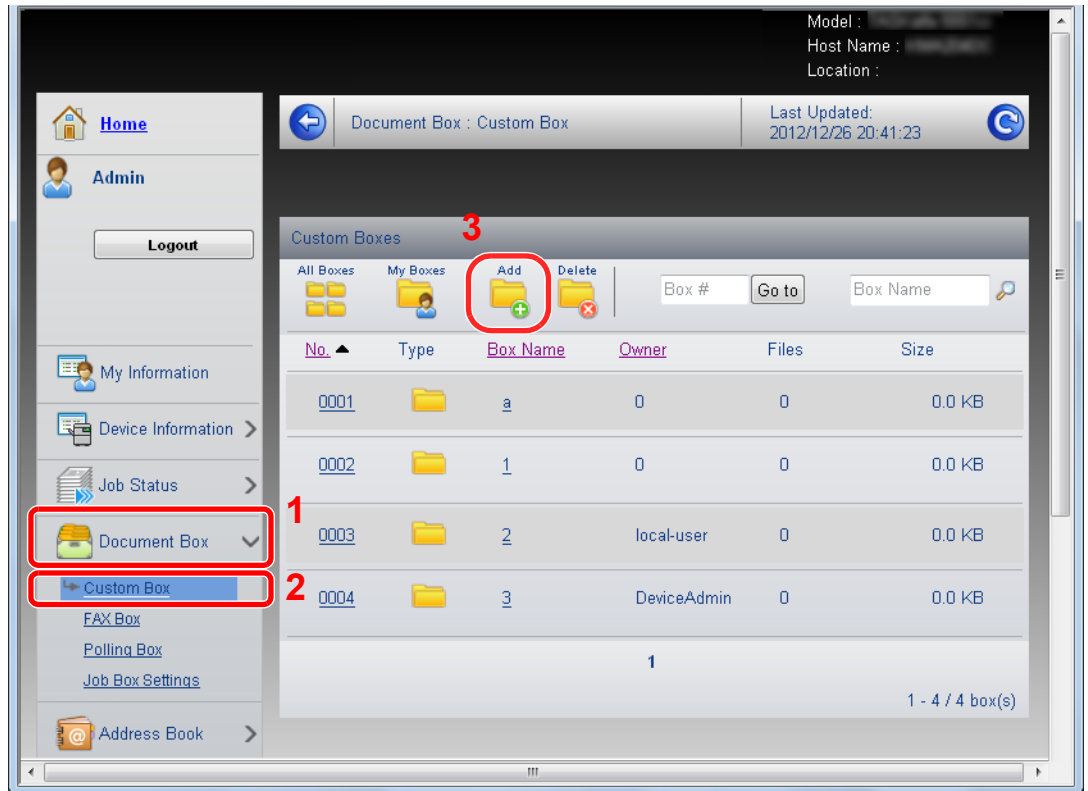 Model :
Host Name :
Location :
Home
Admin
Logout
My Information
Device Information
Job Status
1
Document Box
2
Custom Box
FAX Box
Polling Box
Job Box Settings
Address Book
Document Box : Custom Box
Last Updated:
2012/12/26 20:41:23
Custom Boxes
3
All Boxes My Boxes Add Delete Box # Go to Box Name
No. Type Box Name Owner Files Size
0001 a 0 0 0.0 KB
0002 1 0 0 0.0 KB
0003 2 local-user 0 0.0 KB
0004 3 DeviceAdmin 0 0.0 KB
1
1 - 4 / 4 box(s)